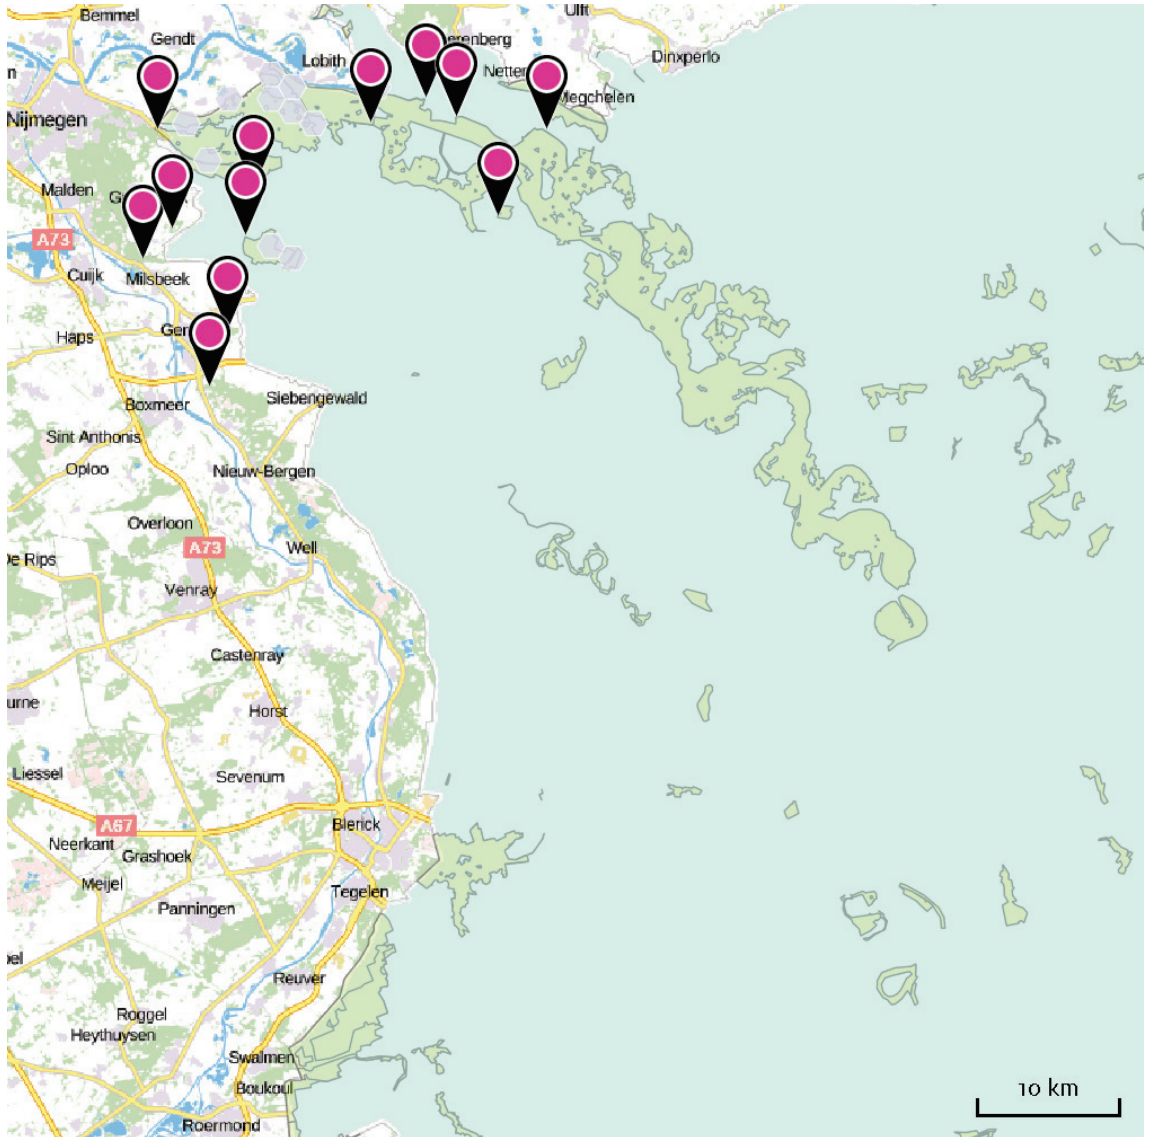 Bemmel
Ulft
Gendt
erenberg
Lobith
Dinxperlo
n
Netter
Megchelen
Nijmegen
Malden
G
A73
Cuijk
Milsbeek
Ger
Haps
Siebengewald
Boxmeer
Sint Anthonis
Oploo
Nieuw-Bergen
Overloon
A73
Well
De Rips
Venray
Castenray
urne
Horst
Liessel
Sevenum
A67
Blerick
Neerkant
Grashoek
Meijel
Tegelen
Panningen
el
Reuver
Roggel
Heythuysen
Swalmen
10 km
Boukoul
Roermond